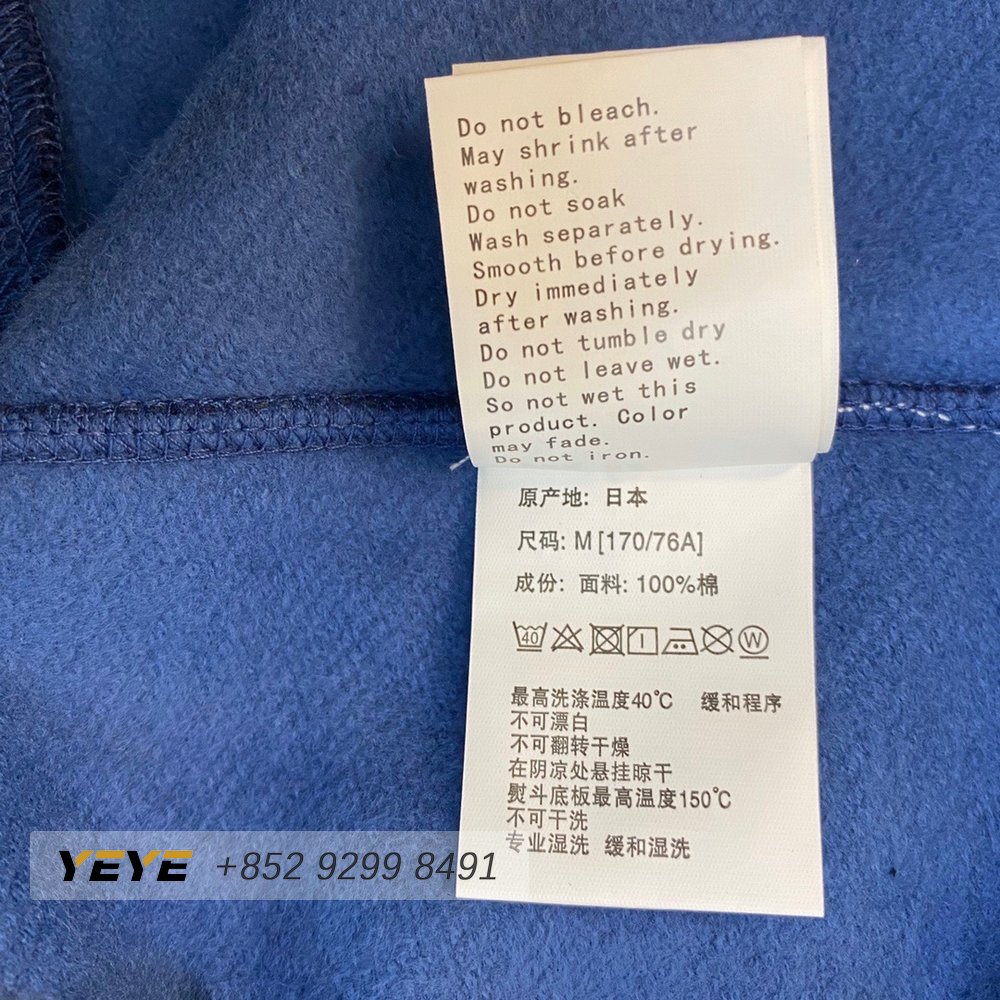 Do not bleach.
May shrink after
washing.
Do not soak
Wash separately.
Smooth before drying.
Dry immediately
after washing.
Do not tumble dry
Do not leave wet.
So not wet this
product. Color
may fade.
Do not iron.
原产地: 日本
尺码: M [170/76A]
成份: 面料: 100%棉
40 W
最高洗涤温度40℃ 缓和程序
不可漂白
不可翻转干燥
在阴凉处悬挂晾干
熨斗底板最高温度150℃
不可干洗
专业湿洗 缓和湿洗
YEYE +852 9299 8491